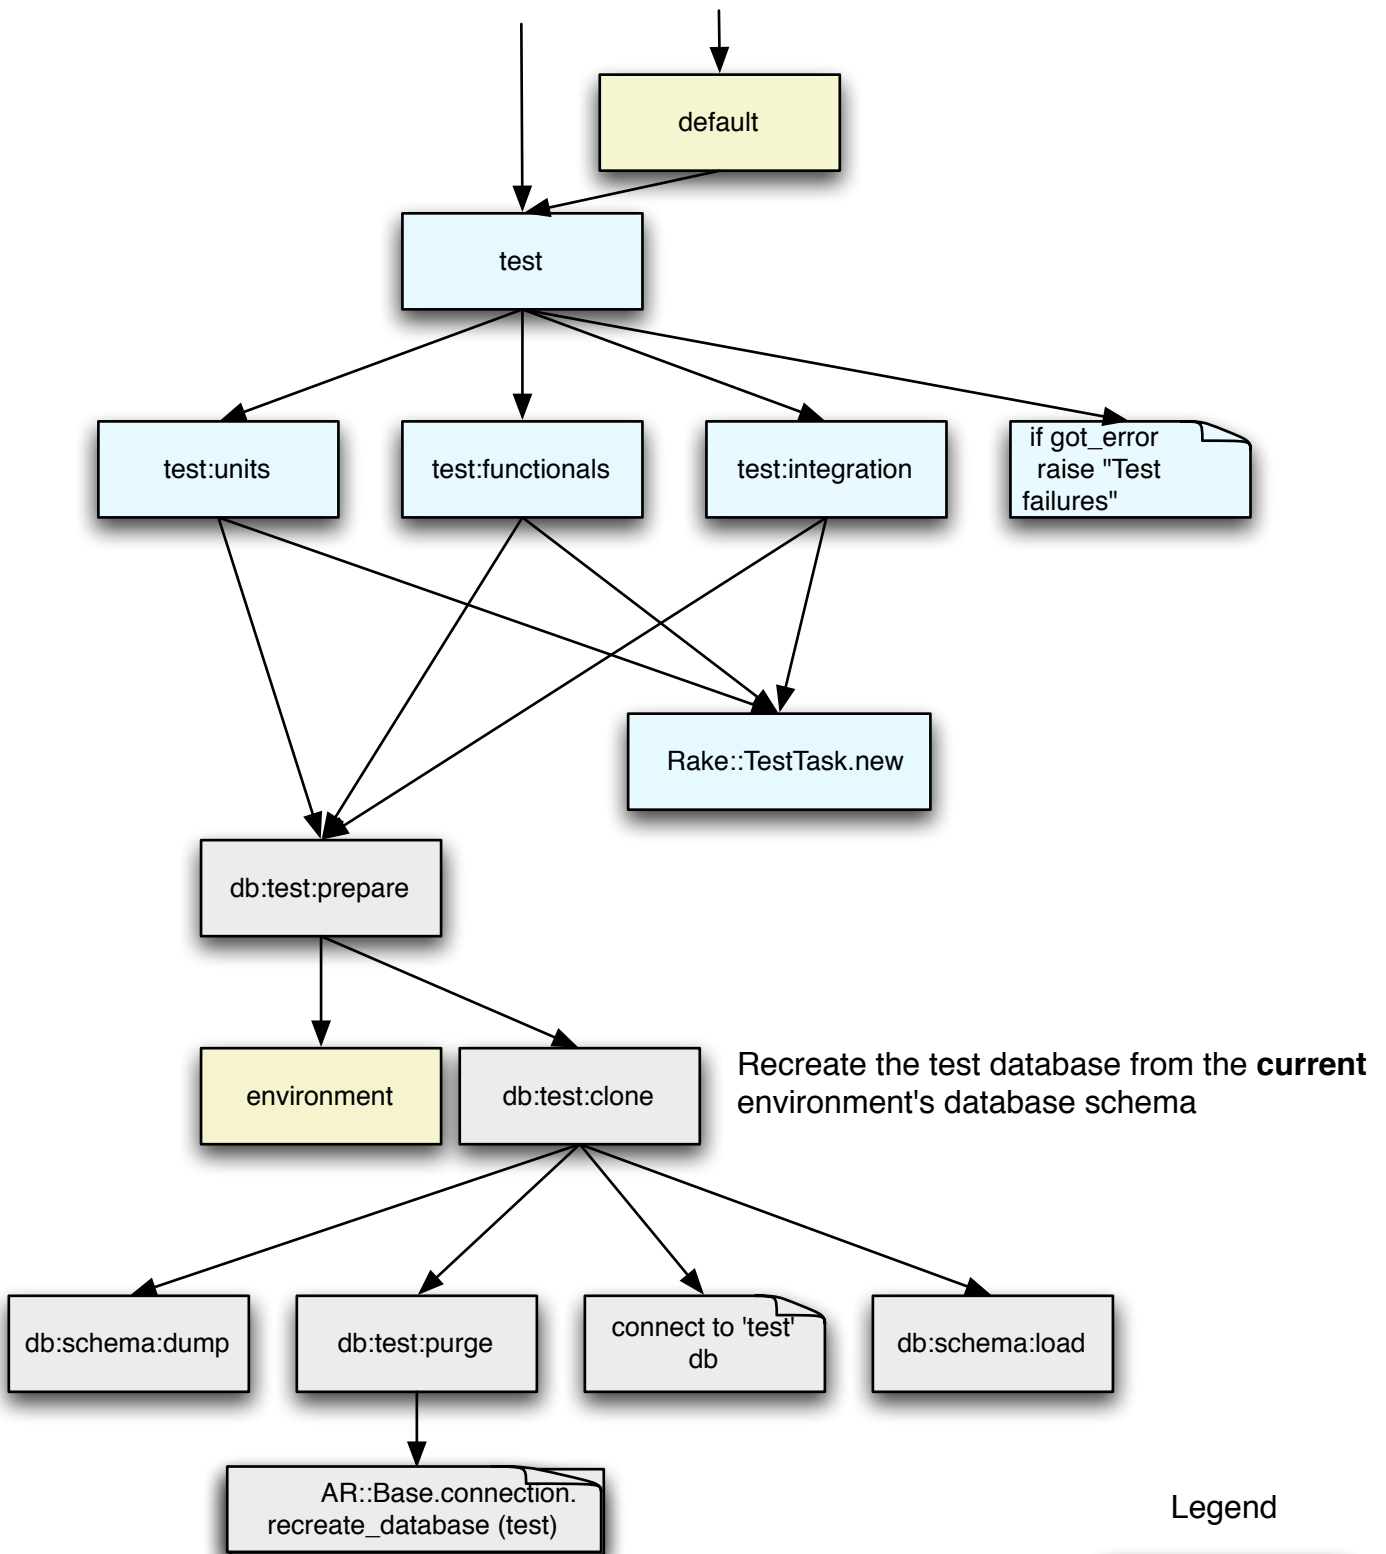 default
test
test:units
test:functionals
test:integration
if got_error
raise "Test
failures"
Rake::TestTask.new
db:test:prepare
environment
db:test:clone
Recreate the test database from the current
environment's database schema
db:schema:dump
db:test:purge
connect to 'test'
db
db:schema:load
AR::Base.connection.
recreate_database (test)
Legend